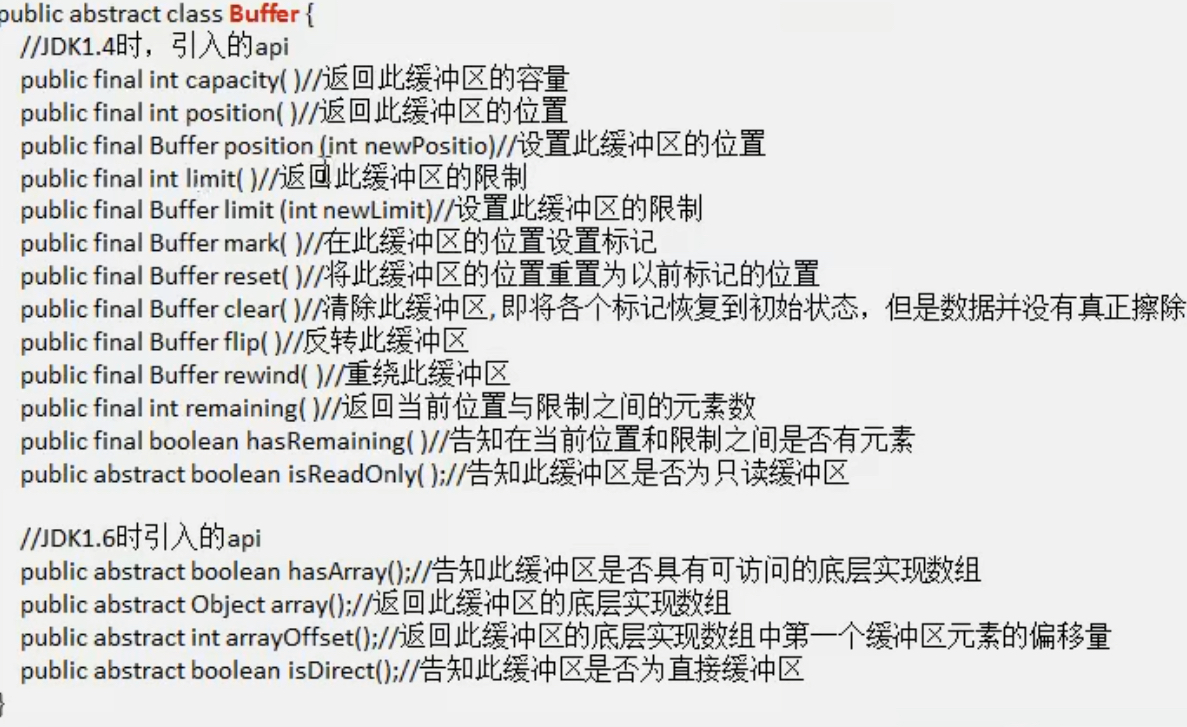 public abstract class Buffer {
//JDK1.4时，引入的api
public final int capacity( )//返回此缓冲区的容量
public final int position( )//返回此缓冲区的位置
public final Buffer position (int newPositio)//设置此缓冲区的位置
public final int limit( )//返回此缓冲区的限制
public final Buffer limit (int newLimit)//设置此缓冲区的限制
public final Buffer mark( )//在此缓冲区的位置设置标记
public final Buffer reset( )//将此缓冲区的位置重置为以前标记的位置
public final Buffer clear( )//清除此缓冲区, 即将各个标记恢复到初始状态，但是数据并没有真正擦除
public final Buffer flip( )//反转此缓冲区
public final Buffer rewind( )//重绕此缓冲区
public final int remaining( )//返回当前位置与限制之间的元素数
public final boolean hasRemaining( )//告知在当前位置和限制之间是否有元素
public abstract boolean isReadOnly( );//告知此缓冲区是否为只读缓冲区
//JDK1.6时引入的api
public abstract boolean hasArray();//告知此缓冲区是否具有可访问的底层实现数组
public abstract Object array();//返回此缓冲区的底层实现数组
public abstract int arrayOffset();//返回此缓冲区的底层实现数组中第一个缓冲区元素的偏移量
public abstract boolean isDirect();//告知此缓冲区是否为直接缓冲区
}